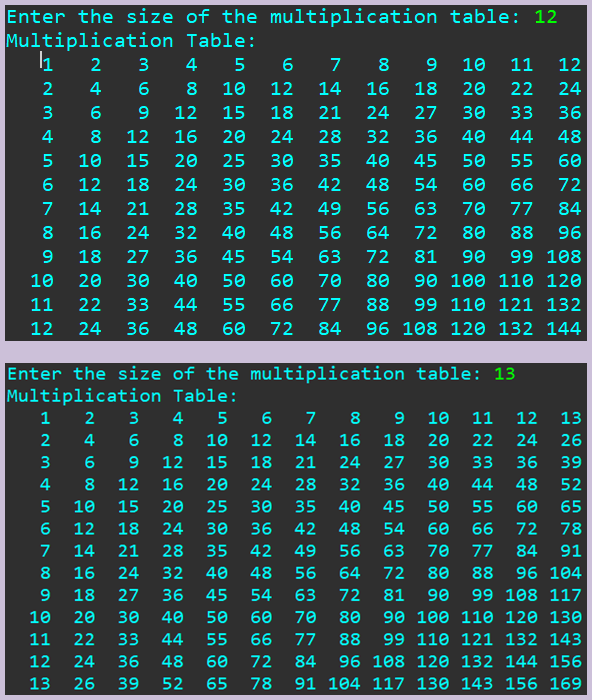 Enter the size of the multiplication table: 12
Multiplication Table:
1 2 3 4 5 6 7 8 9 10 11 12
2 4 6 8 10 12 14 16 18 20 22 24
3 6 9 12 15 18 21 24 27 30 33 36
4 8 12 16 20 24 28 32 36 40 44 48
5 10 15 20 25 30 35 40 45 50 55 60
6 12 18 24 30 36 42 48 54 60 66 72
7 14 21 28 35 42 49 56 63 70 77 84
8 16 24 32 40 48 56 64 72 80 88 96
9 18 27 36 45 54 63 72 81 90 99 108
10 20 30 40 50 60 70 80 90 100 110 120
11 22 33 44 55 66 77 88 99 110 121 132
12 24 36 48 60 72 84 96 108 120 132 144
Enter the size of the multiplication table: 13
Multiplication Table:
1 2 3 4 5 6 7 8 9 10 11 12 13
2 4 6 8 10 12 14 16 18 20 22 24 26
3 6 9 12 15 18 21 24 27 30 33 36 39
4 8 12 16 20 24 28 32 36 40 44 48 52
5 10 15 20 25 30 35 40 45 50 55 60 65
6 12 18 24 30 36 42 48 54 60 66 72 78
7 14 21 28 35 42 49 56 63 70 77 84 91
8 16 24 32 40 48 56 64 72 80 88 96 104
9 18 27 36 45 54 63 72 81 90 99 108 117
10 20 30 40 50 60 70 80 90 100 110 120 130
11 22 33 44 55 66 77 88 99 110 121 132 143
12 24 36 48 60 72 84 96 108 120 132 144 156
13 26 39 52 65 78 91 104 117 130 143 156 169